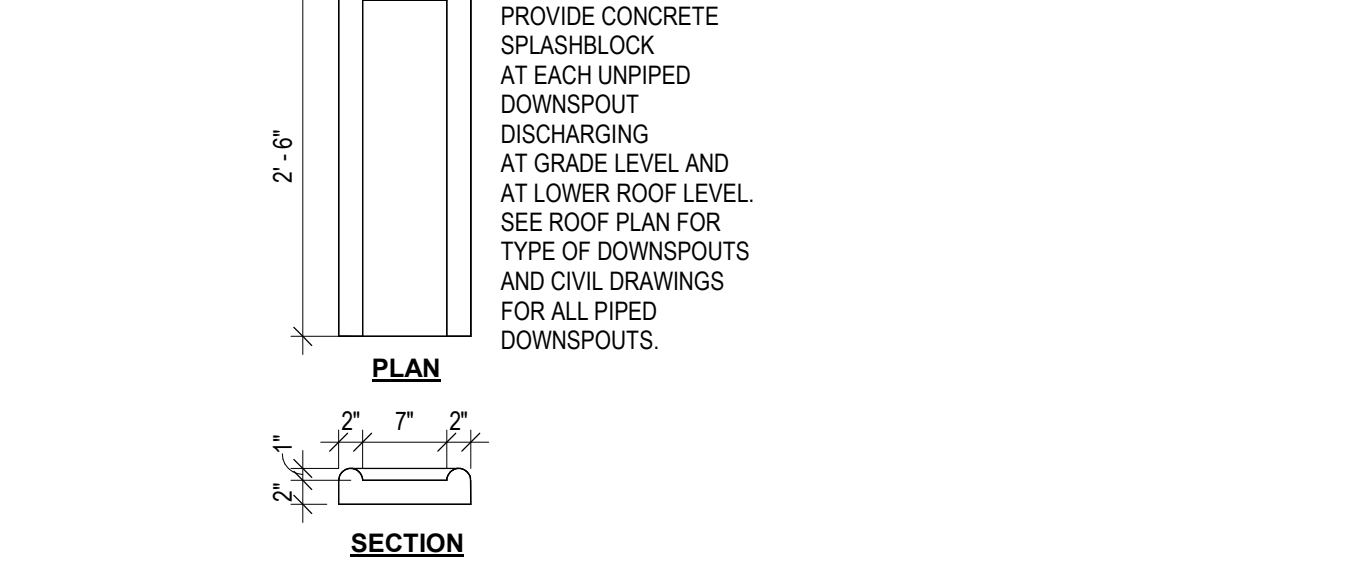 PROVIDE CONCRETE
SPLASHBLOCK
AT EACH UNPIPED
DOWNSPOUT
DISCHARGING
AT GRADE LEVEL AND
AT LOWER ROOF LEVEL.
SEE ROOF PLAN FOR
TYPE OF DOWNSPOUTS
AND CIVIL DRAWINGS
FOR ALL PIPED
DOWNSPOUTS.
2' - 6"
PLAN
2" 7" 2"
1"
2"
SECTION